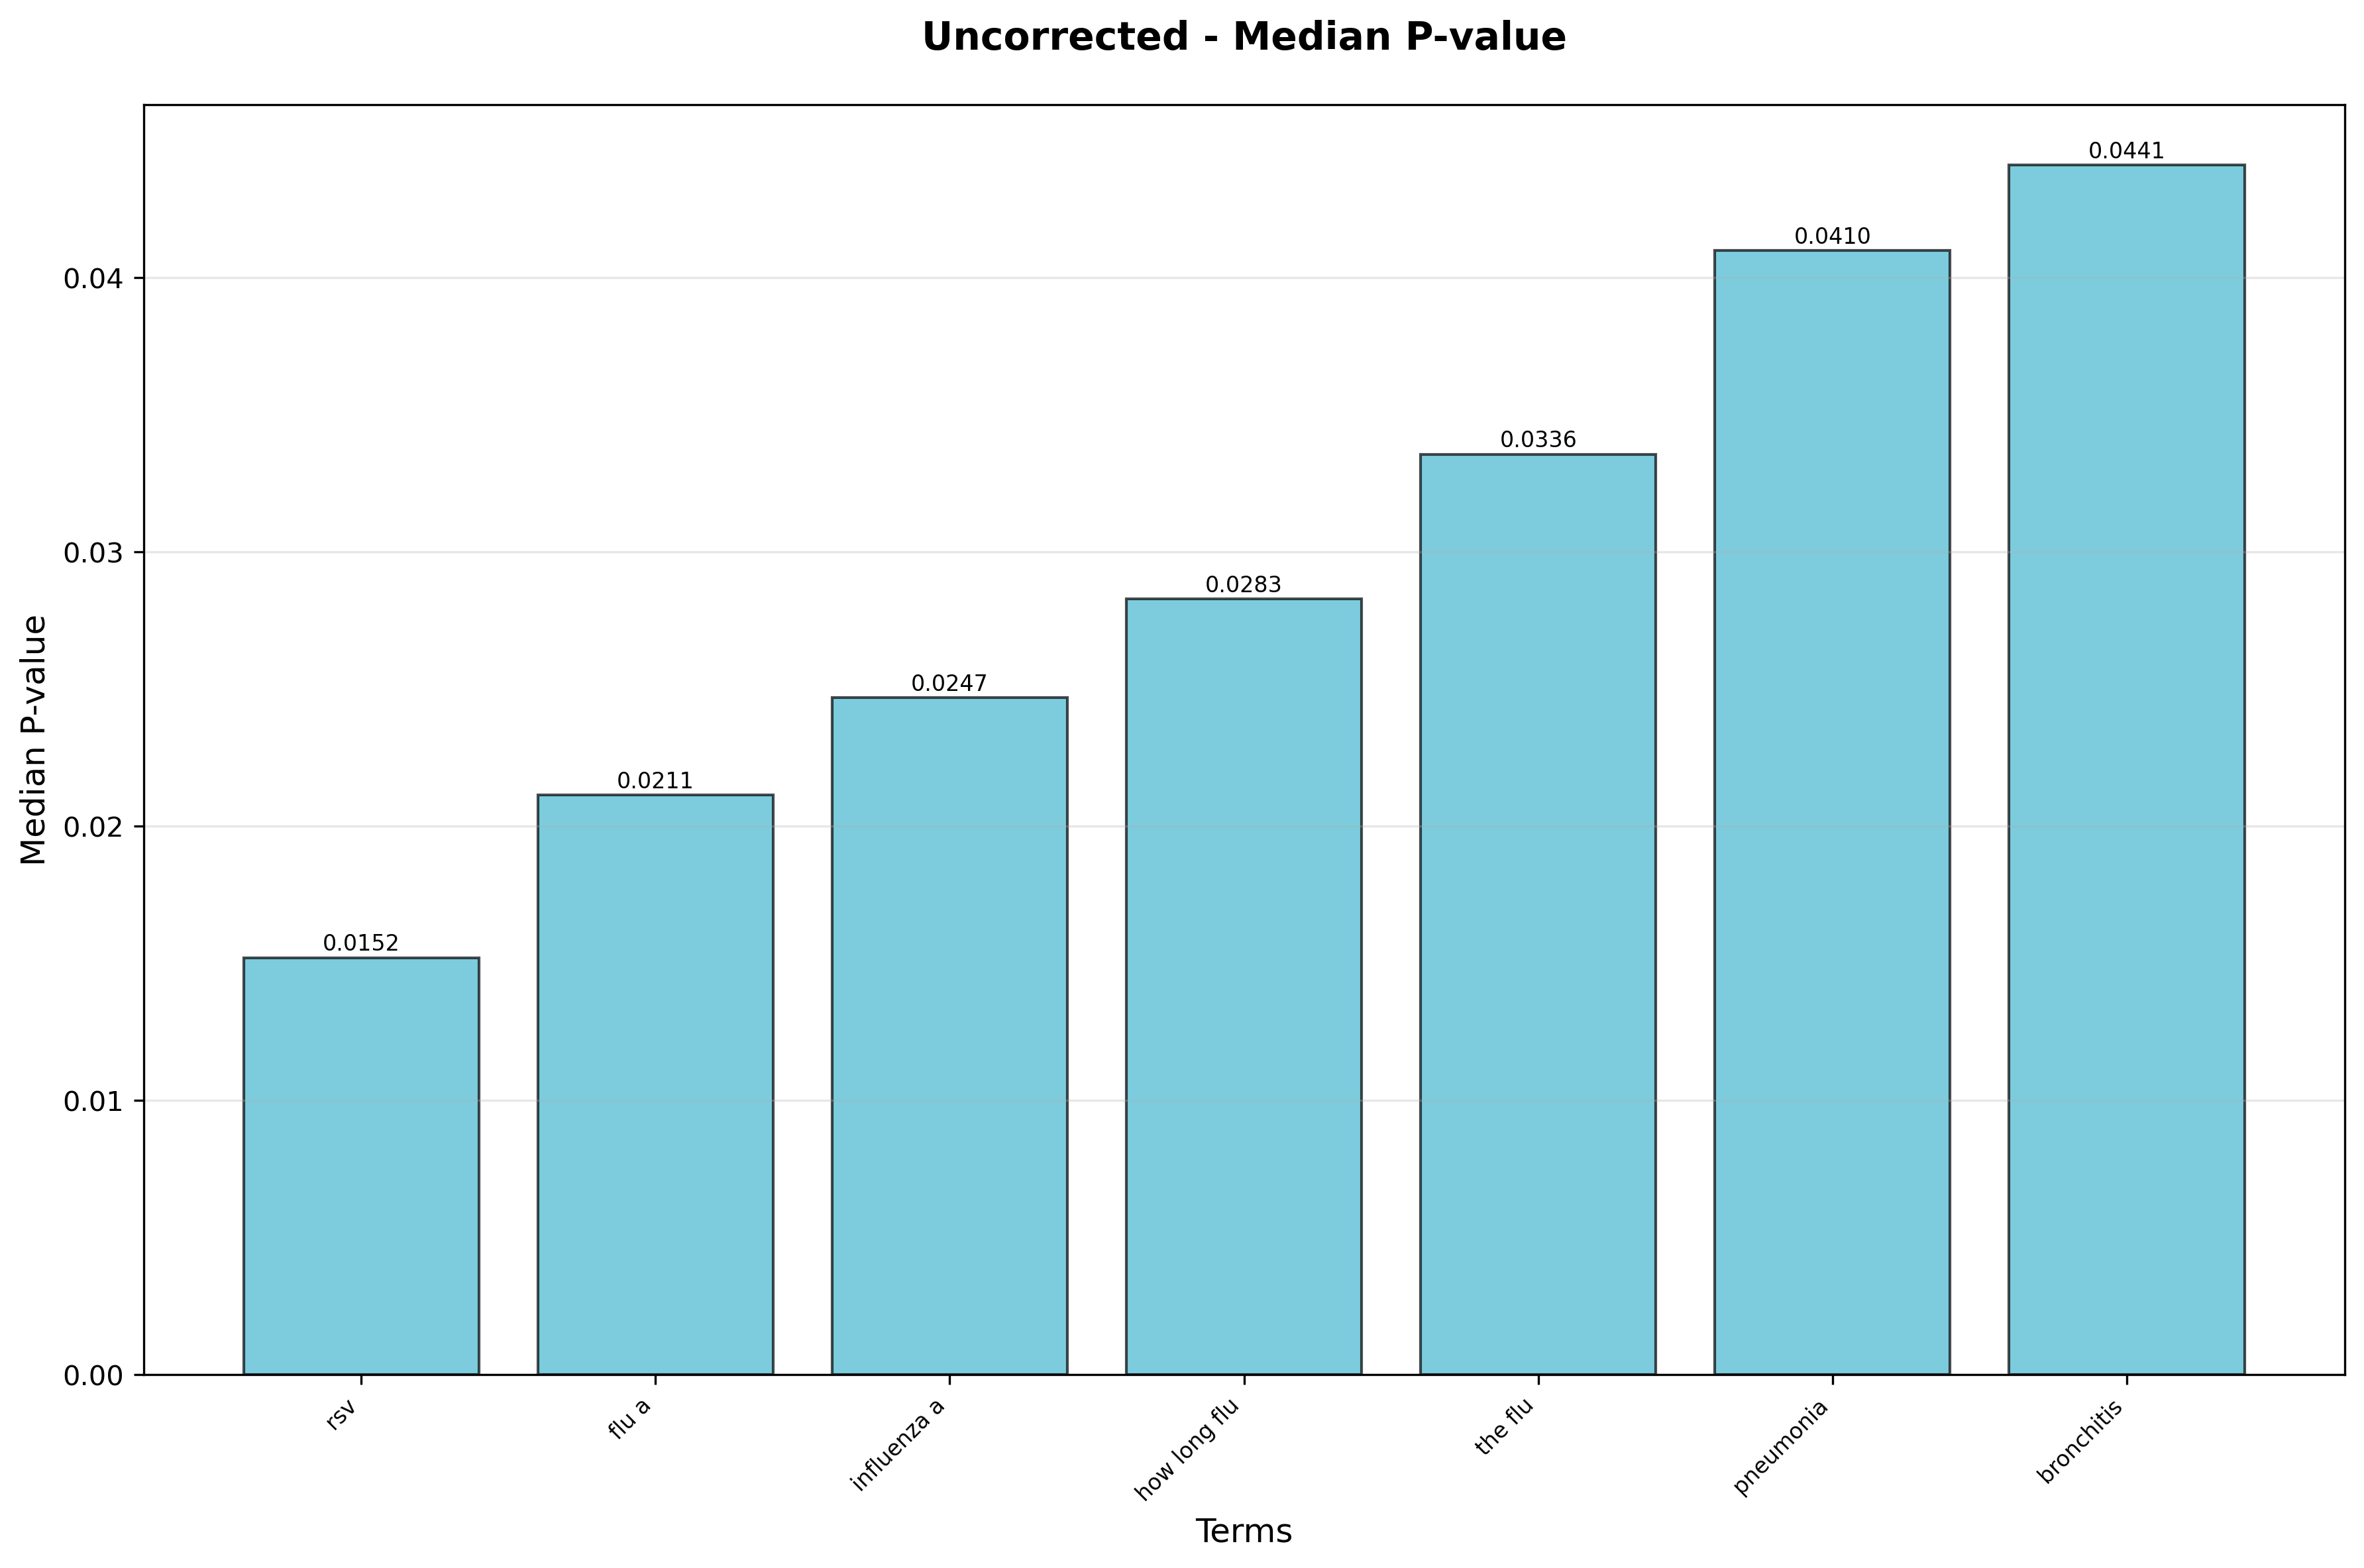 Uncorrected - Median P-value
0.0441
0.0410
0.04
0.0336
0.03
0.0283
0.0247
0.0211
0.02
0.0152
0.01
0.00
Median P-value
rsv
flu a
influenza a
how long flu
the flu
pneumonia
bronchitis
Terms